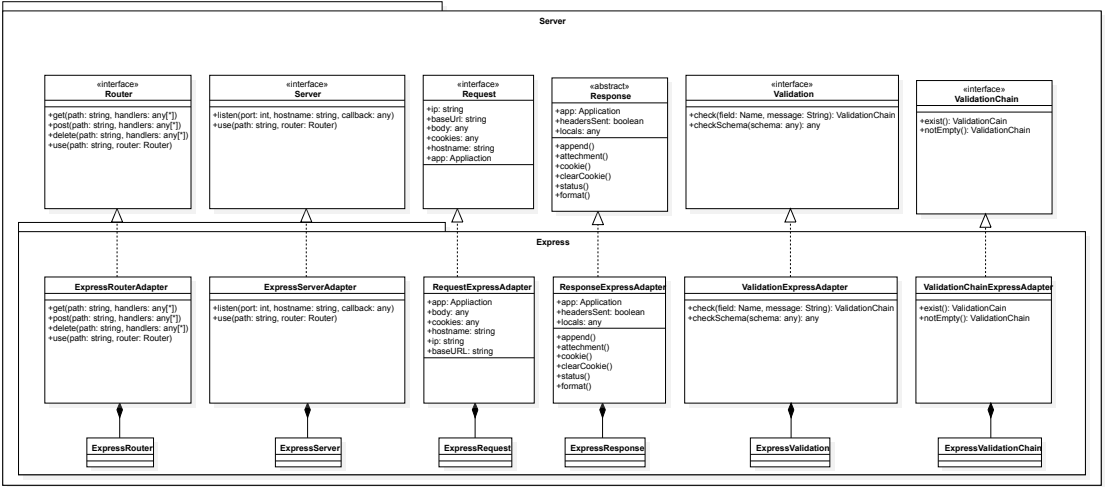 Server
«interface»
Router
+get(path: string, handlers: any[*])
+post(path: string, handlers: any[*])
+delete(path: string, handlers: any[*])
+use(path: string, router: Router)
«interface»
Server
+listen(port: int, hostname: string, callback: any)
+use(path: string, router: Router)
«interface»
Request
+ip: string
+baseUrl: string
+body: any
+cookies: any
+hostname: string
+app: Appliaction
«abstract»
Response
+app: Application
+headersSent: boolean
+locals: any
+append()
+attechment()
+cookie()
+clearCookie()
+status()
+format()
«interface»
Validation
+check(field: Name, message: String): ValidationChain
+checkSchema(schema: any): any
«interface»
ValidationChain
+exist(): ValidationCain
+notEmpty(): ValidationChain
Express
ExpressRouterAdapter
+get(path: string, handlers: any[*])
+post(path: string, handlers: any[*])
+delete(path: string, handlers: any[*])
+use(path: string, router: Router)
ExpressServerAdapter
+listen(port: int, hostname: string, callback: any)
+use(path: string, router: Router)
RequestExpressAdapter
+app: Appliaction
+body: any
+cookies: any
+hostname: string
+ip: string
+baseURL: string
ResponseExpressAdapter
+app: Application
+headersSent: boolean
+locals: any
+append()
+attechment()
+cookie()
+clearCookie()
+status()
+format()
ValidationExpressAdapter
+check(field: Name, message: String): ValidationChain
+checkSchema(schema: any): any
ValidationChainExpressAdapter
+exist(): ValidationChain
+notEmpty(): ValidationChain
ExpressRouter
ExpressServer
ExpressRequest
ExpressResponse
ExpressValidation
ExpressValidationChain